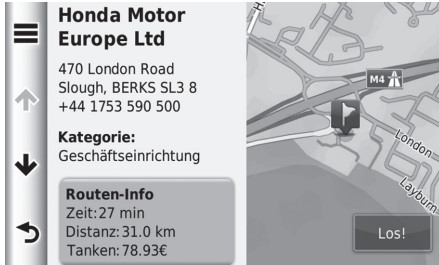 Honda Motor
Europe Ltd
470 London Road
Slough, BERKS SL3 8
+44 1753 590 500
Kategorie:
Geschäftseinrichtung
Routen-Info
Zeit: 27 min
Distanz: 31.0 km
Tanken: 78.93€
H.
M4
London
Layburn
Los!